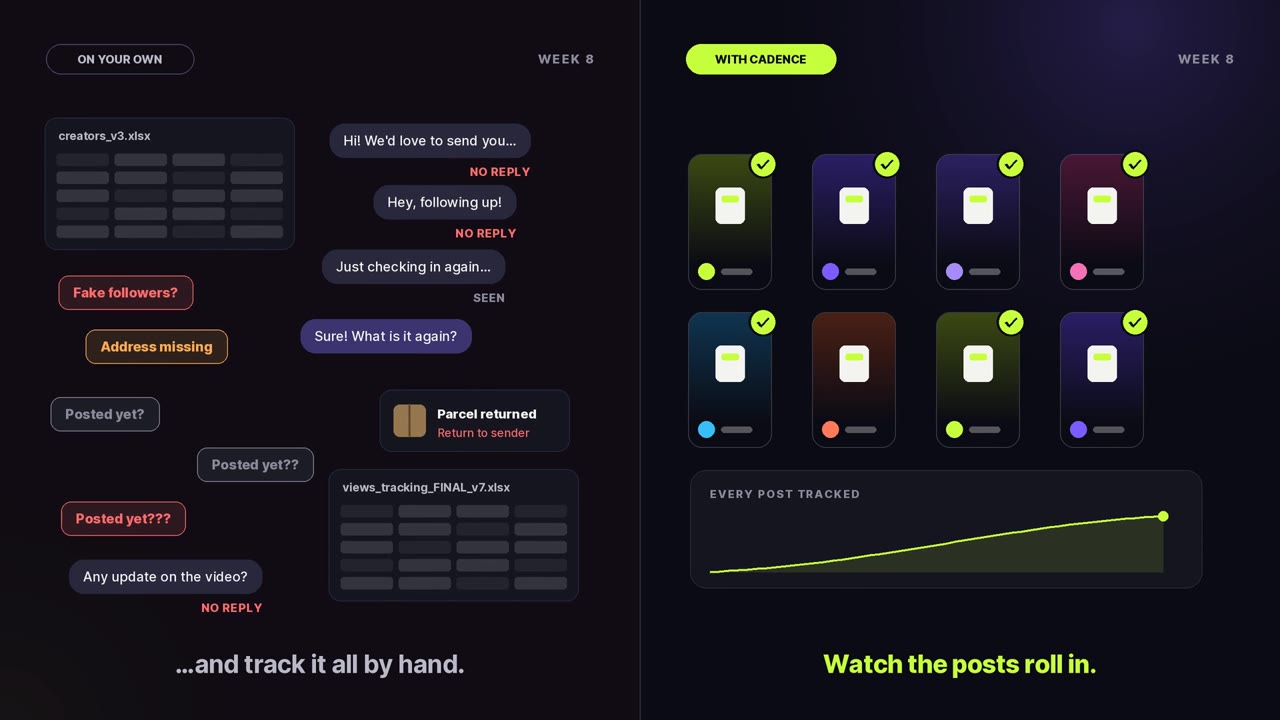 ON YOUR OWN
WEEK 8
creators_v3.xlsx
Hi! We'd love to send you...
NO REPLY
Hey, following up!
NO REPLY
Just checking in again...
SEEN
Sure! What is it again?
Fake followers?
Address missing
Posted yet?
Posted yet??
Posted yet???
Parcel returned
Return to sender
views_tracking_FINAL_v7.xlsx
Any update on the video?
NO REPLY
...and track it all by hand.
WITH CADENCE
WEEK 8
EVERY POST TRACKED
Watch the posts roll in.